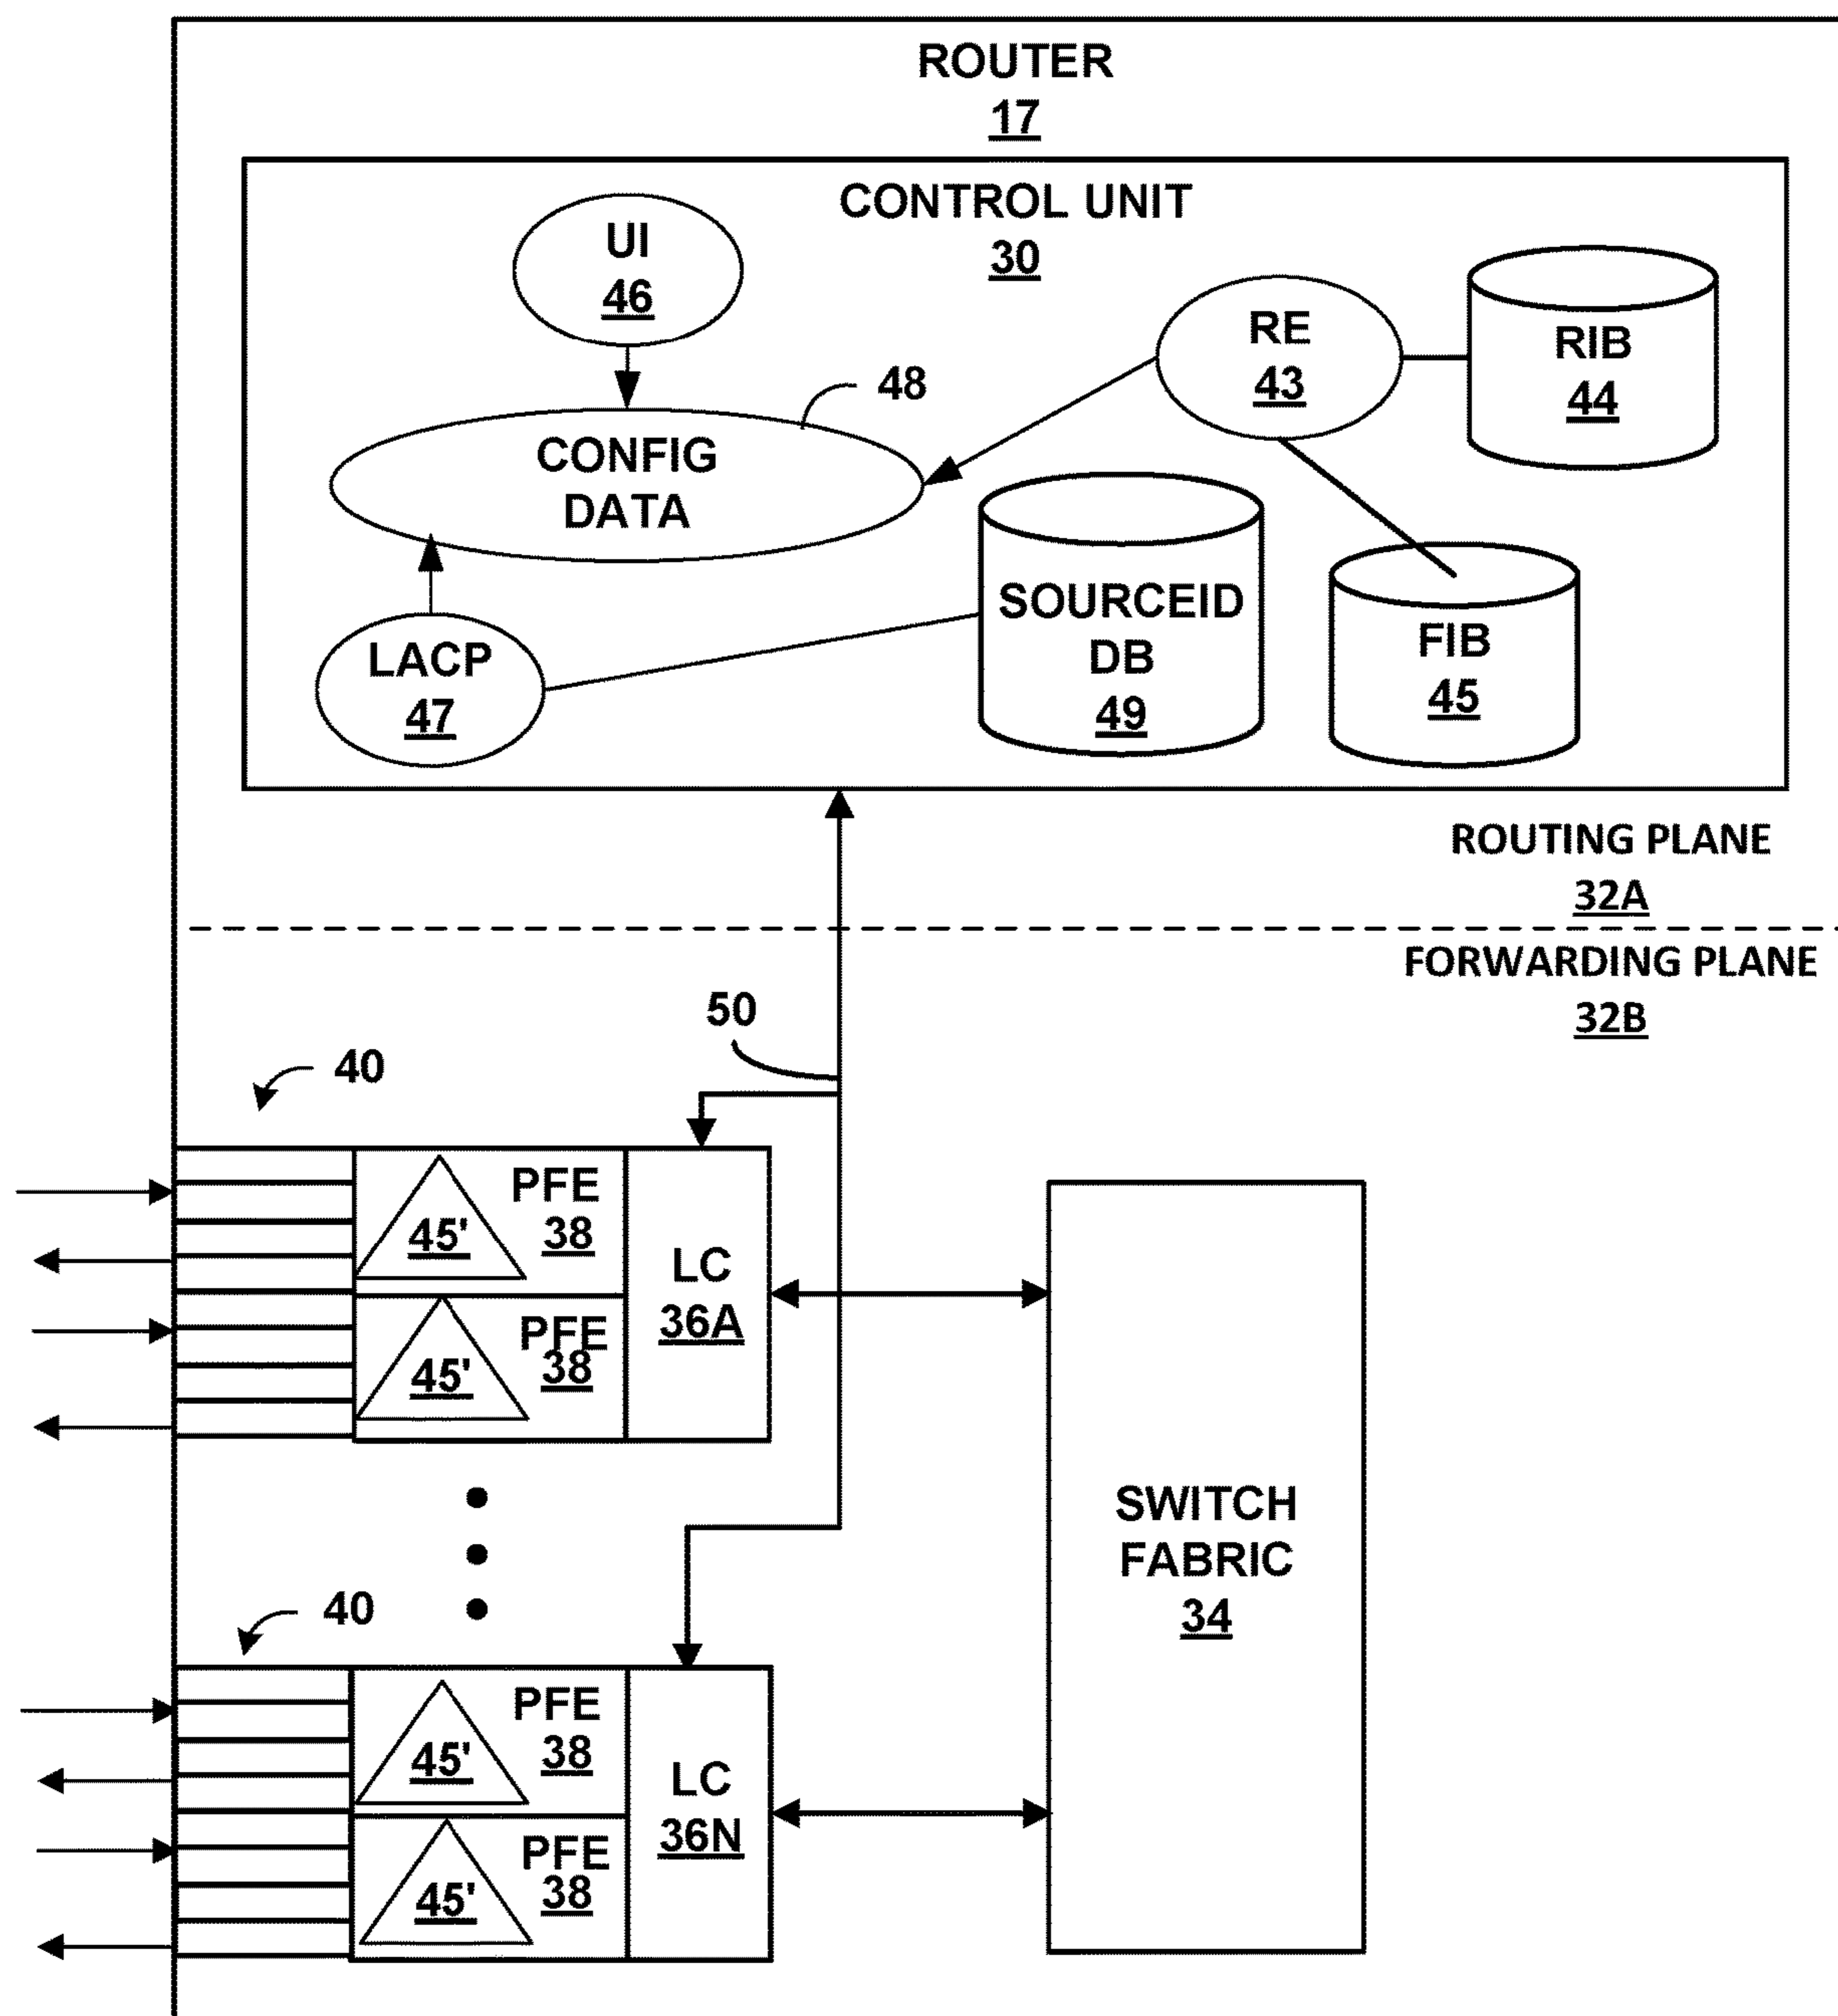 ROUTER
17
CONTROL UNIT
30
UI
46
RE
43
RIB
44
48
CONFIG
DATA
SOURCEID
DB
49
FIB
45
LACP
47
ROUTING PLANE
32A
FORWARDING PLANE
32B
50
40
PFE
38
45'
LC
36A
PFE
38
45'
SWITCH
FABRIC
34
40
PFE
38
45'
LC
36N
PFE
38
45'